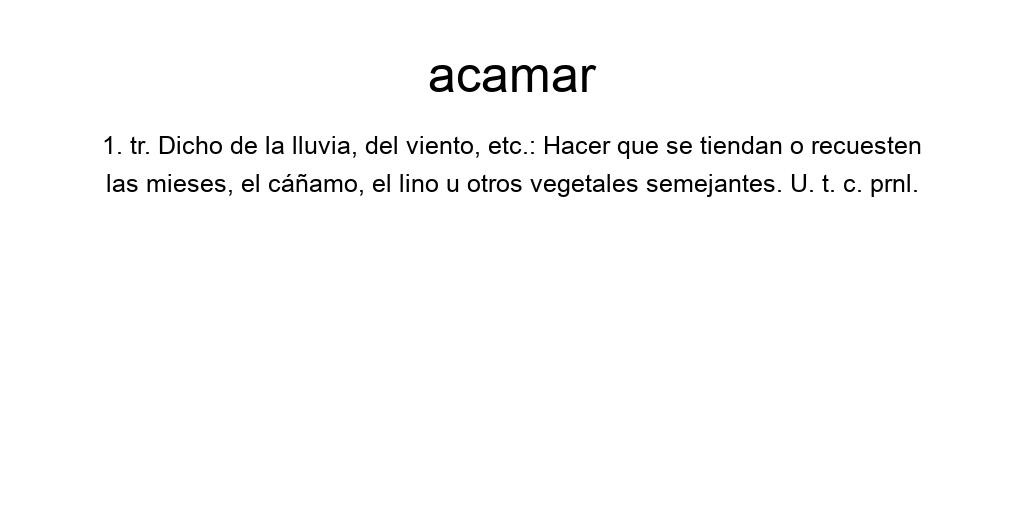 acamar
1. tr. Dicho de la lluvia, del viento, etc.: Hacer que se tiendan o recuesten
las mieses, el cáñamo, el lino u otros vegetales semejantes. U. t. c. prnl.